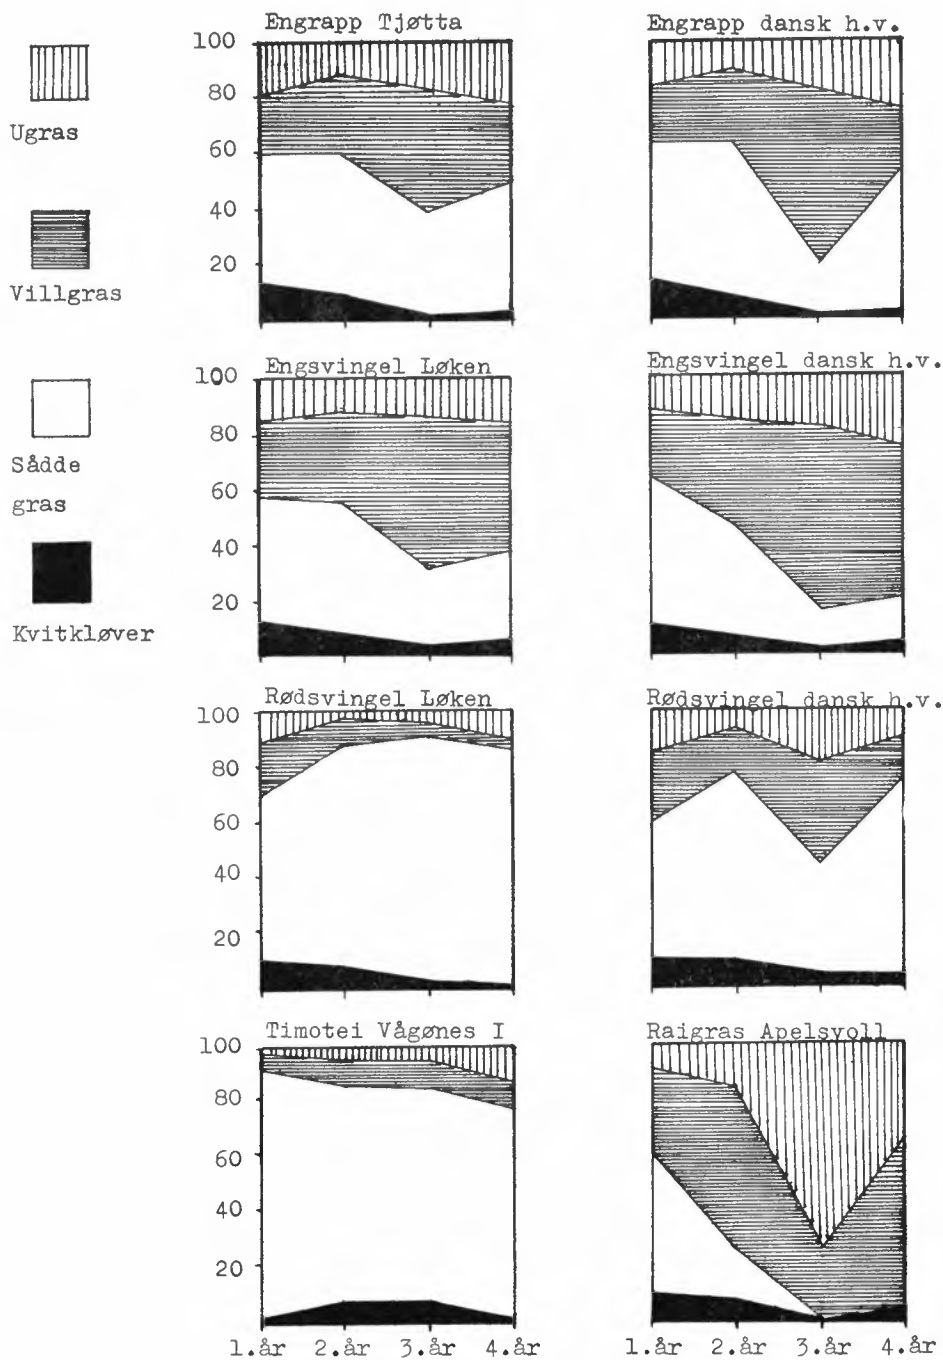 Ugras
Villgras
Sådde
gras
Kvitkløver
Engrapp Tjøtta
100
80
60
40
20
Engrapp dansk h.v.
Engsvingel Løken
100
80
60
40
20
Engsvingel dansk h.v.
Rødsvingel Løken
100
80
60
40
20
Rødsvingel dansk h.v.
Timotei Vågønes I
100
80
60
40
20
1.år 2.år 3.år 4.år
Raigras Apelsvoll
1.år 2.år 3.år 4.år